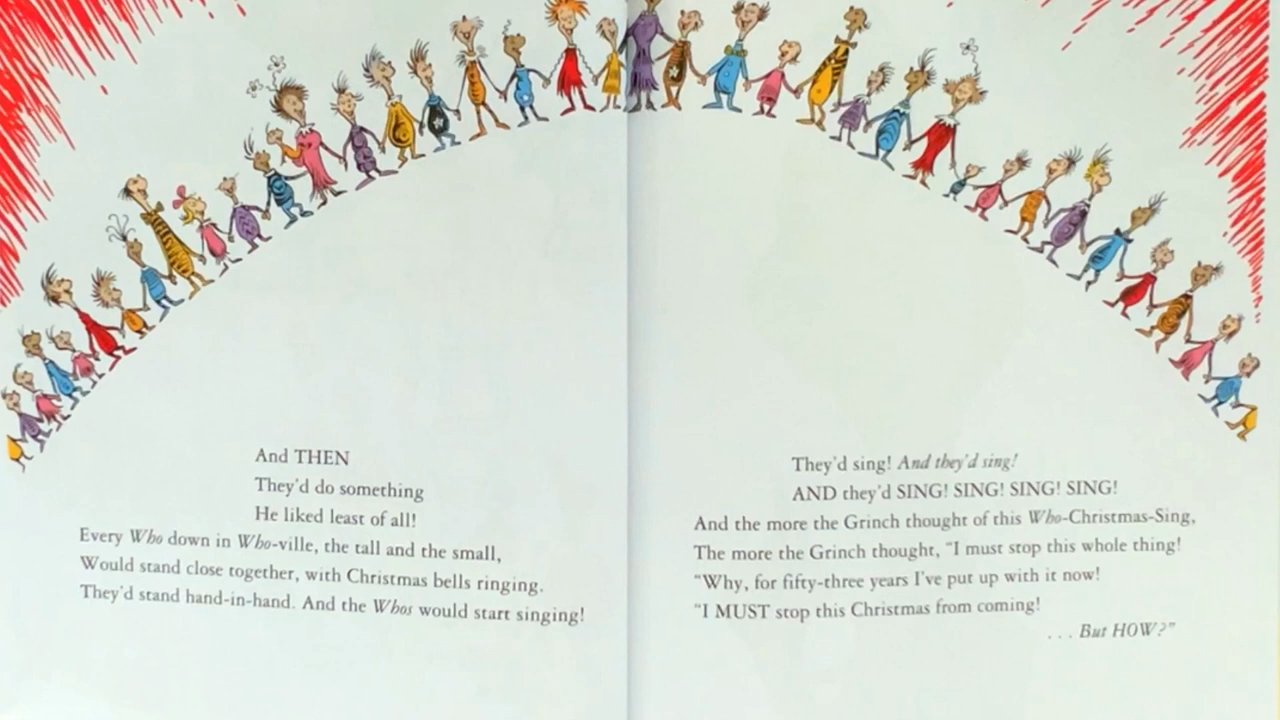 And THEN
They'd do something
He liked least of all!
Every Who down in Who-ville, the tall and the small,
Would stand close together, with Christmas bells ringing.
They'd stand hand-in-hand. And the Whos would start singing!
They'd sing! And they'd sing!
AND they'd SING! SING! SING! SING!
And the more the Grinch thought of this Who-Christmas-Sing,
The more the Grinch thought, "I must stop this whole thing!
"Why, for fifty-three years I've put up with it now!
"I MUST stop this Christmas from coming!
. . . But HOW?"